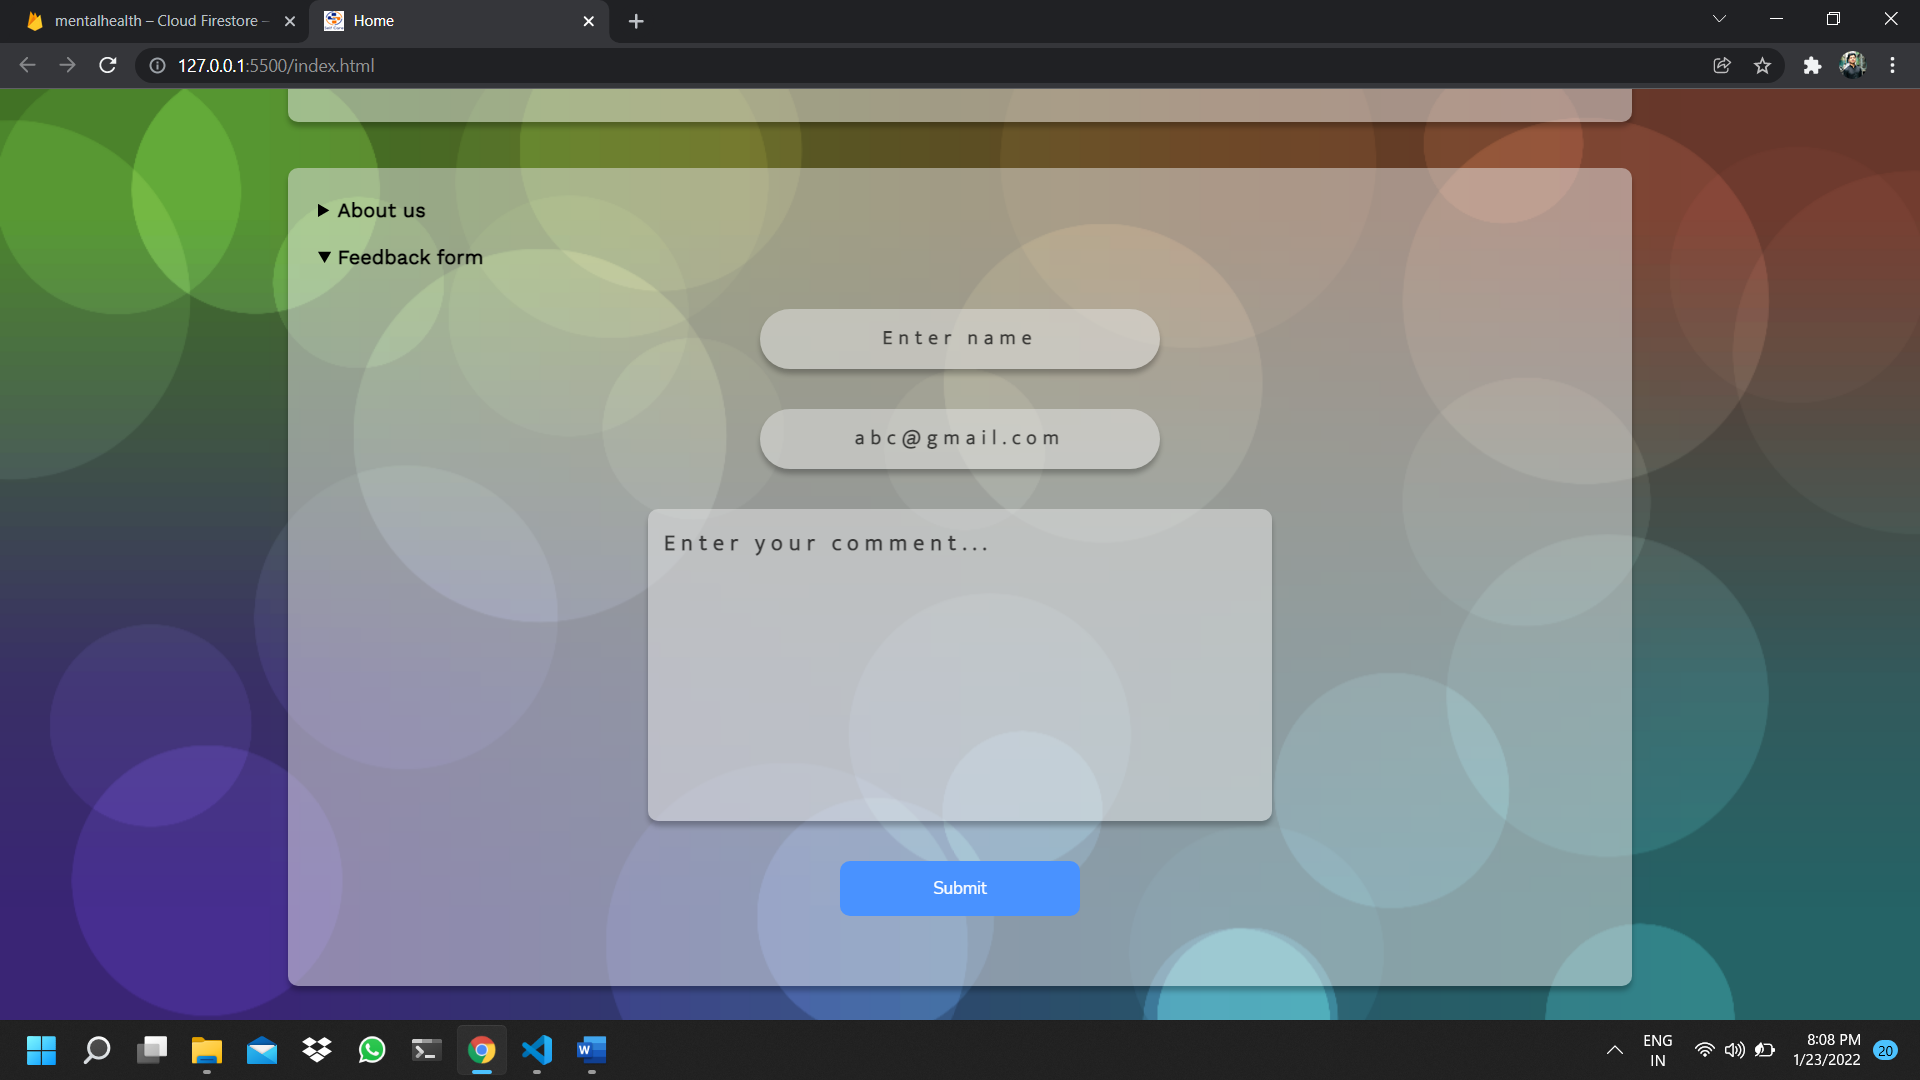 mentalhealth – Cloud Firestore –
Home
127.0.0.1:5500/index.html
About us
Feedback form
Enter name
abc@gmail.com
Enter your comment...
Submit
ENG
IN
8:08 PM
1/23/2022
20